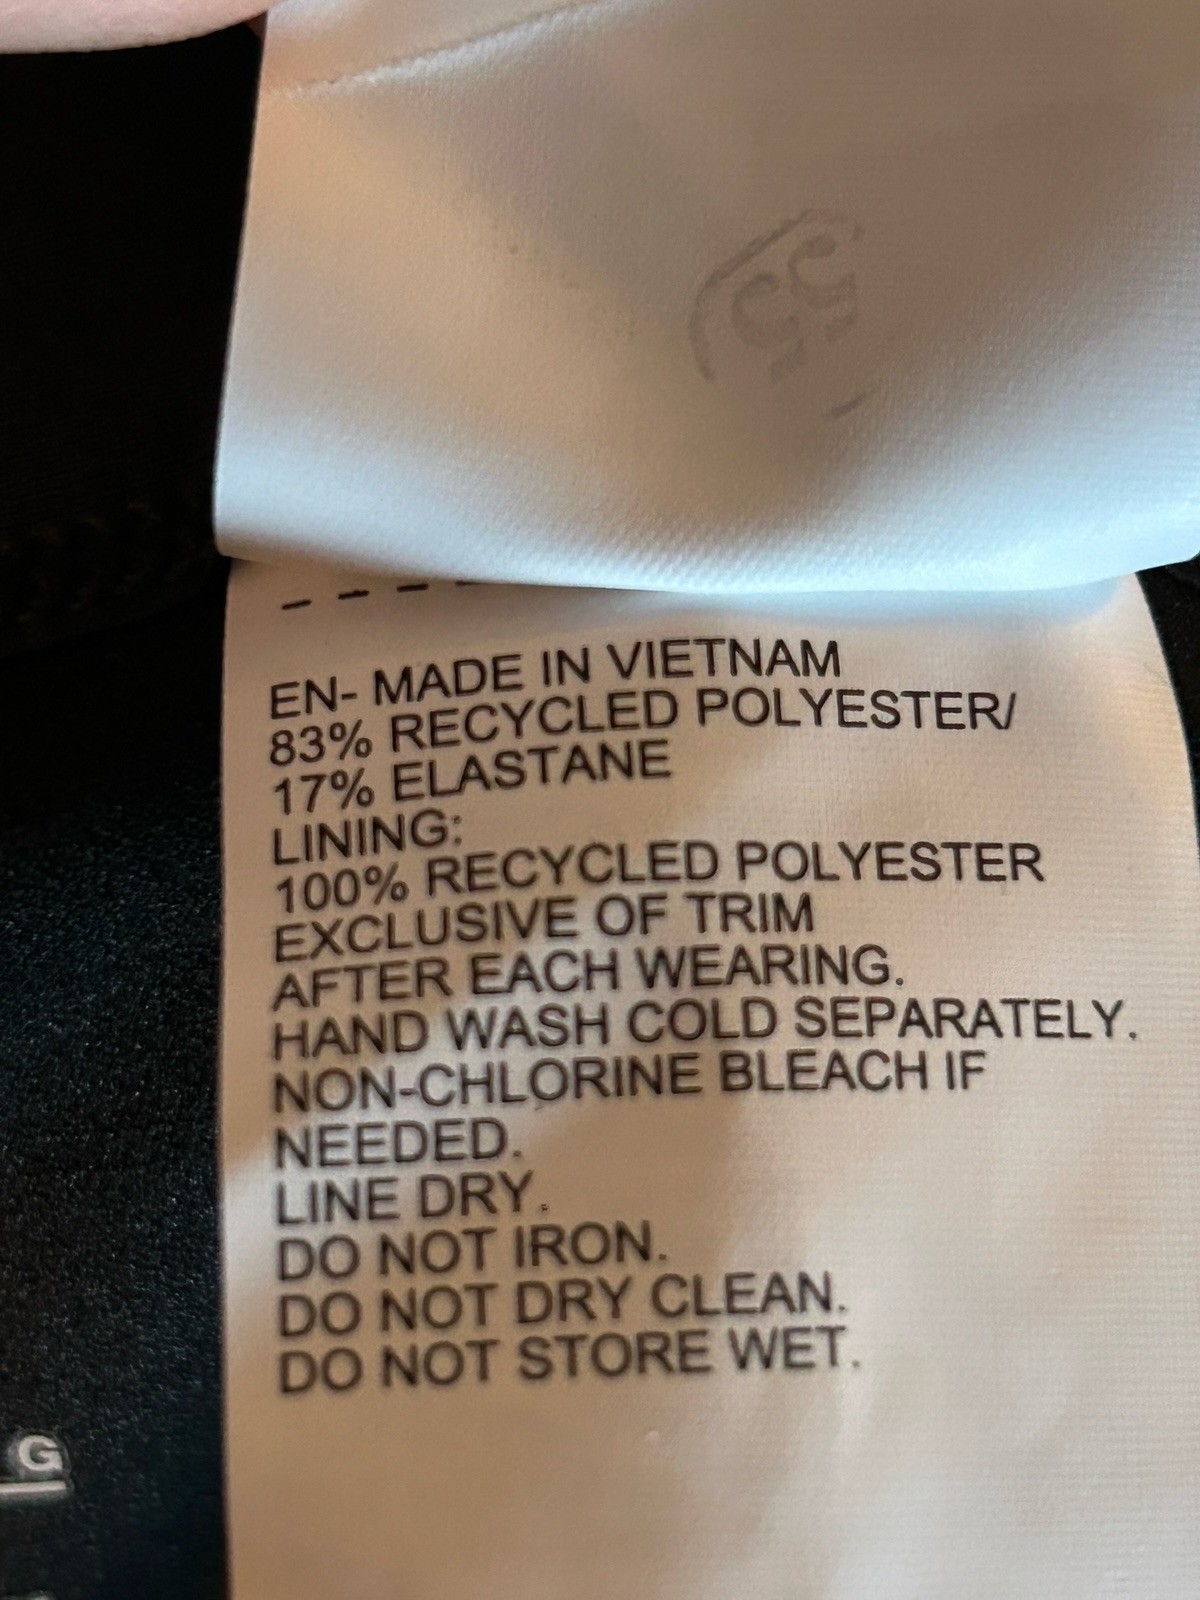 55
EN- MADE IN VIETNAM
83% RECYCLED POLYESTER/
17% ELASTANE
LINING:
100% RECYCLED POLYESTER
EXCLUSIVE OF TRIM
AFTER EACH WEARING.
HAND WASH COLD SEPARATELY.
NON-CHLORINE BLEACH IF
NEEDED.
LINE DRY.
DO NOT IRON.
DO NOT DRY CLEAN.
DO NOT STORE WET.
G